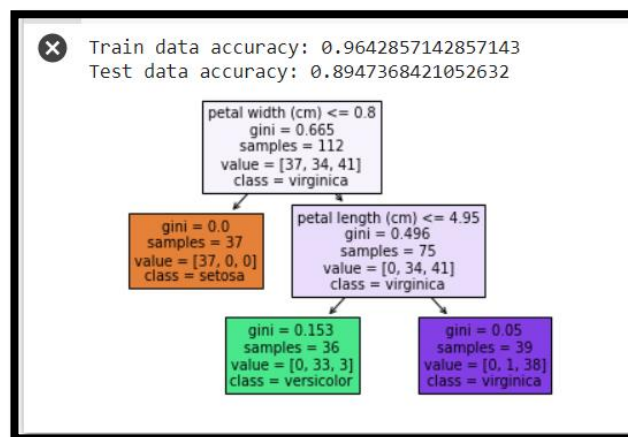 Train data accuracy: 0.9642857142857143
Test data accuracy: 0.8947368421052632
petal width (cm) <= 0.8
gini = 0.665
samples = 112
value = [37, 34, 41]
class = virginica
gini = 0.0
samples = 37
value = [37, 0, 0]
class = setosa
petal length (cm) <= 4.95
gini = 0.496
samples = 75
value = [0, 34, 41]
class = virginica
gini = 0.153
samples = 36
value = [0, 33, 3]
class = versicolor
gini = 0.05
samples = 39
value = [0, 1, 38]
class = virginica